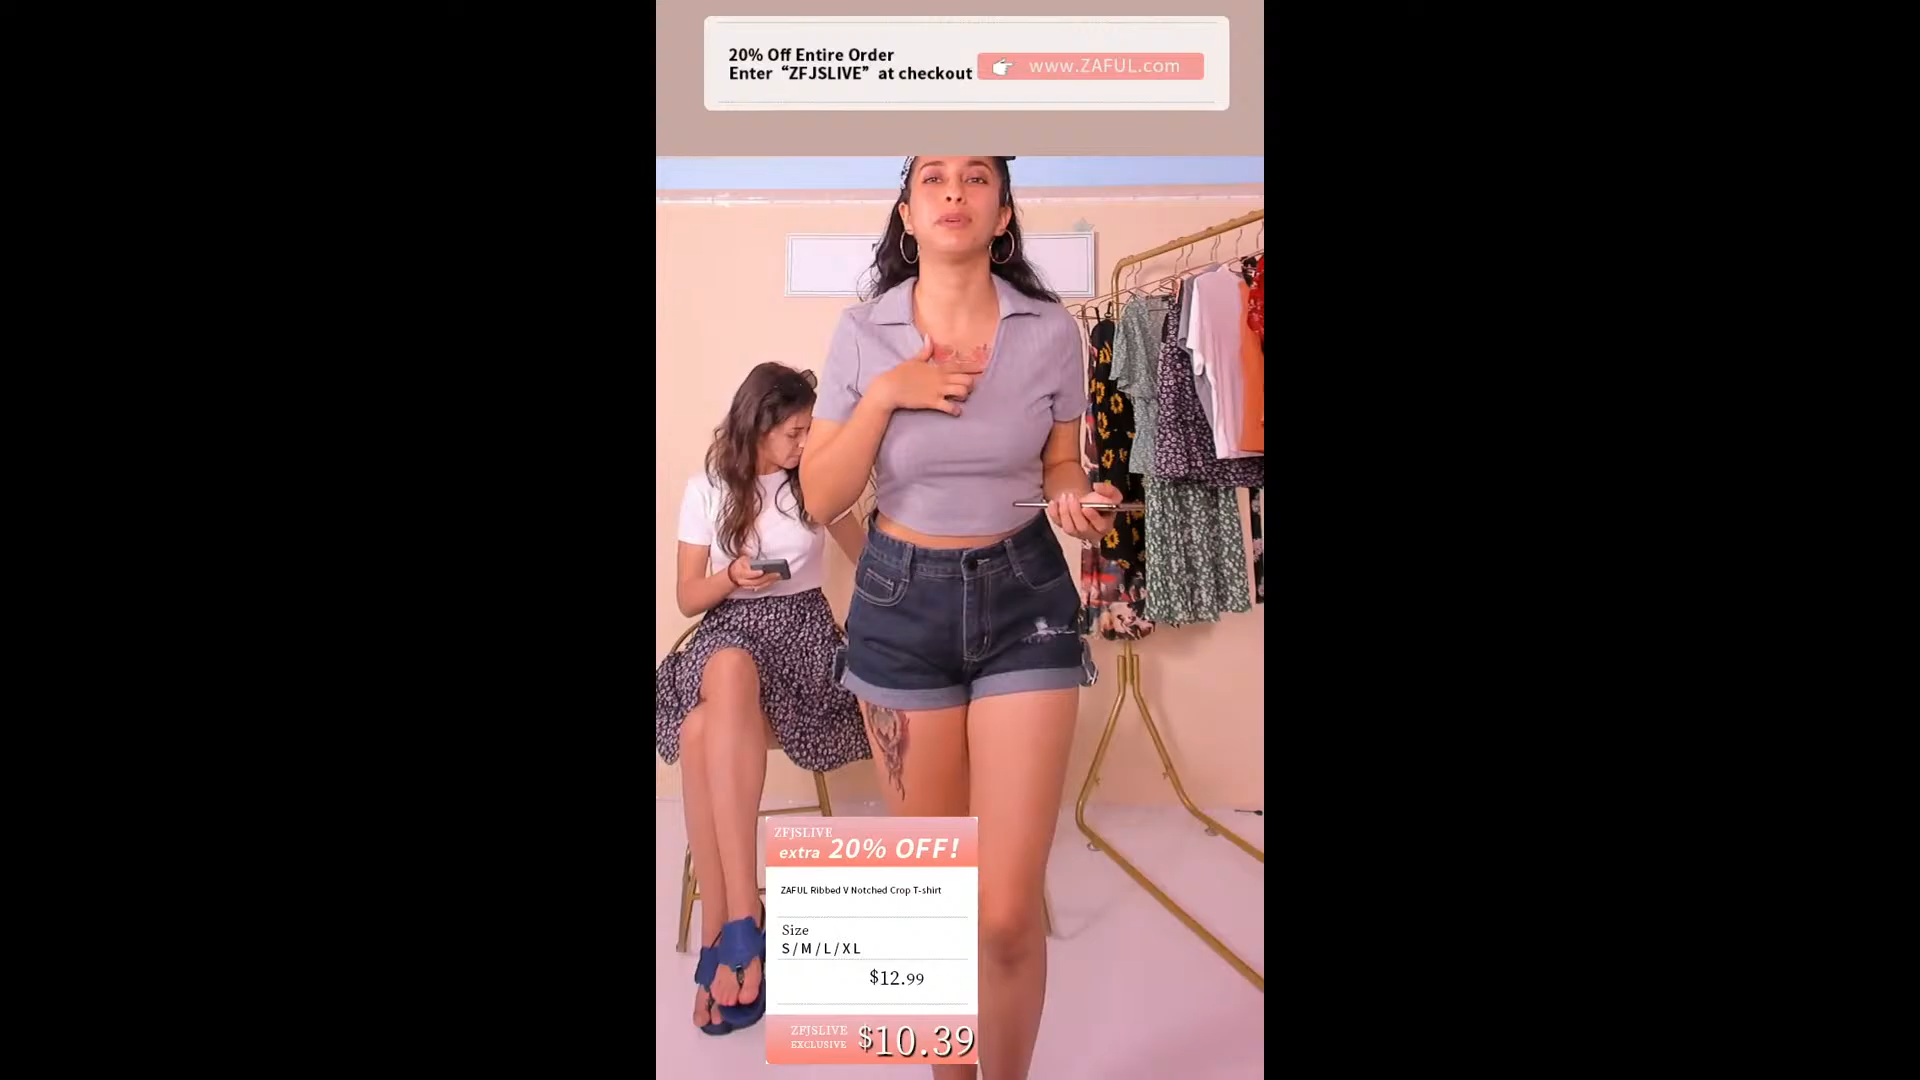 20% Off Entire Order
Enter “ZFJSLIVE” at checkout
www.ZAFUL.com
ZFJSLIVE
extra 20% OFF!
ZAFUL Ribbed V Notched Crop T-shirt
Size
S/M/L/XL
$12.99
ZFJSLIVE
EXCLUSIVE
$10.39